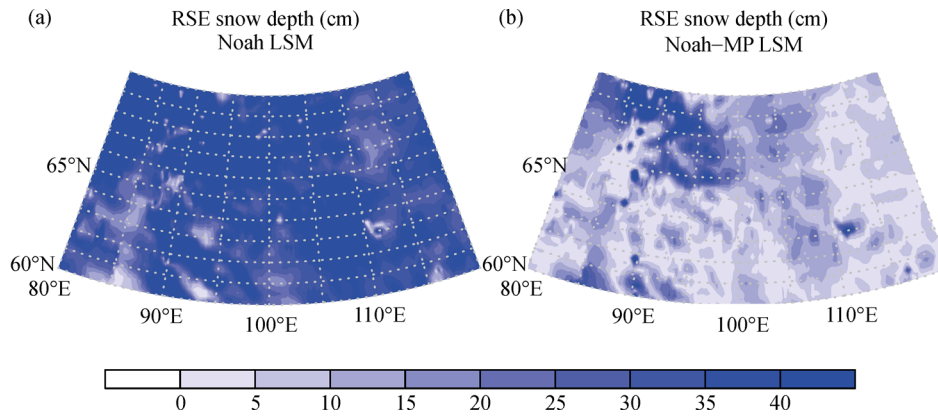 (a)
RSE snow depth (cm)
Noah LSM
65°N
60°N
80°E
90°E
100°E
110°E
(b)
RSE snow depth (cm)
Noah−MP LSM
65°N
60°N
80°E
90°E
100°E
110°E
0 5 10 15 20 25 30 35 40